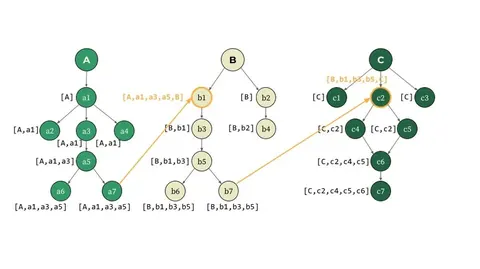 A B C
[B,b1,b3,b5,C]
[A] a1 [A,a1,a3,a5,B] b1 [B] b2 [C] c1 c2 [C] c3
[A,a1] a2 a3 a4 [B,b1] b3 [B,b2] b4 [C,c2] c4 [C,c2] c5
[A,a1] [A,a1]
[A,a1,a3] a5 [B,b1,b3] b5 [C,c2,c4,c5] c6
a6 a7 b6 b7 [C,c2,c4,c5,c6] c7
[A,a1,a3,a5] [A,a1,a3,a5] [B,b1,b3,b5] [B,b1,b3,b5]